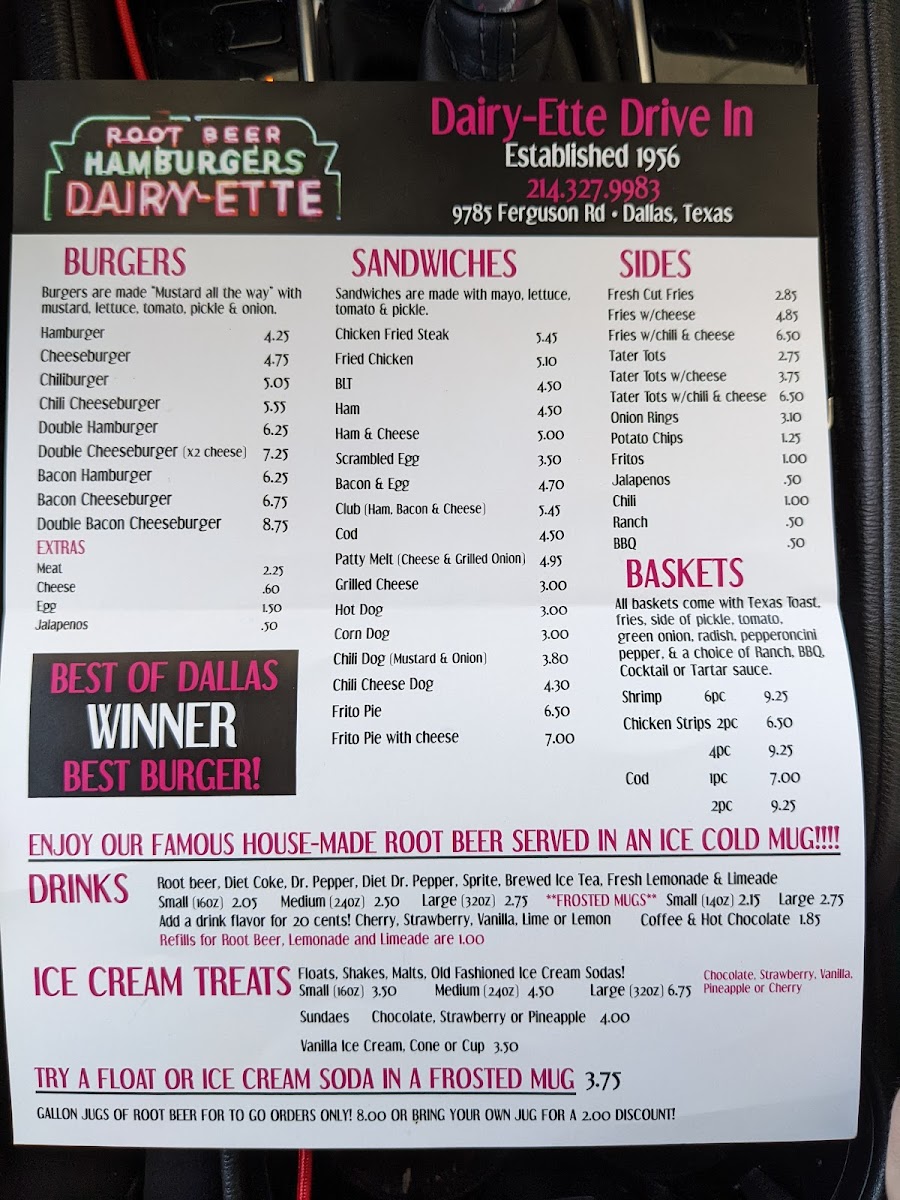 ROOT BEER
HAMBURGERS
DAIRY-ETTE
Dairy-Ette Drive In
Established 1956
214.327.9983
9785 Ferguson Rd • Dallas, Texas
BURGERS
Burgers are made "Mustard all the way" with
mustard, lettuce, tomato, pickle & onion.
Hamburger 4.25
Cheeseburger 4.75
Chiliburger 5.05
Chili Cheeseburger 5.55
Double Hamburger 6.25
Double Cheeseburger (x2 cheese) 7.25
Bacon Hamburger 6.25
Bacon Cheeseburger 6.75
Double Bacon Cheeseburger 8.75
EXTRAS
Meat 2.25
Cheese .60
Egg 1.50
Jalapenos .50
BEST OF DALLAS
WINNER
BEST BURGER!
SANDWICHES
Sandwiches are made with mayo, lettuce,
tomato & pickle.
Chicken Fried Steak 5.45
Fried Chicken 5.10
BLT 4.50
Ham 4.50
Ham & Cheese 5.00
Scrambled Egg 3.50
Bacon & Egg 4.70
Club (Ham, Bacon & Cheese) 5.45
Cod 4.50
Patty Melt (Cheese & Grilled Onion) 4.95
Grilled Cheese 3.00
Hot Dog 3.00
Corn Dog 3.00
Chili Dog (Mustard & Onion) 3.80
Chili Cheese Dog 4.30
Frito Pie 6.50
Frito Pie with cheese 7.00
SIDES
Fresh Cut Fries 2.85
Fries w/cheese 4.85
Fries w/chili & cheese 6.50
Tater Tots 2.75
Tater Tots w/cheese 3.75
Tater Tots w/chili & cheese 6.50
Onion Rings 3.10
Potato Chips 1.25
Fritos 1.00
Jalapenos .50
Chili 1.00
Ranch .50
BBQ .50
BASKETS
All baskets come with Texas Toast,
fries, side of pickle, tomato,
green onion, radish, pepperoncini
pepper, & a choice of Ranch, BBQ,
Cocktail or Tartar sauce.
Shrimp 6pc 9.25
Chicken Strips 2pc 6.50
4pc 9.25
Cod 1pc 7.00
2pc 9.25
ENJOY OUR FAMOUS HOUSE-MADE ROOT BEER SERVED IN AN ICE COLD MUG!!!!
DRINKS
Root beer, Diet Coke, Dr. Pepper, Diet Dr. Pepper, Sprite, Brewed Ice Tea, Fresh Lemonade & Limeade
Small (16oz) 2.05 Medium (24oz) 2.50 Large (32oz) 2.75 **FROSTED MUGS** Small (14oz) 2.15 Large 2.75
Add a drink flavor for 20 cents! Cherry, Strawberry, Vanilla, Lime or Lemon Coffee & Hot Chocolate 1.85
Refills for Root Beer, Lemonade and Limeade are 1.00
ICE CREAM TREATS
Floats, Shakes, Malts, Old Fashioned Ice Cream Sodas!
Small (16oz) 3.50 Medium (24oz) 4.50 Large (32oz) 6.75
Chocolate, Strawberry, Vanilla,
Pineapple or Cherry
Sundaes Chocolate, Strawberry or Pineapple 4.00
Vanilla Ice Cream, Cone or Cup 3.50
TRY A FLOAT OR ICE CREAM SODA IN A FROSTED MUG 3.75
GALLON JUGS OF ROOT BEER FOR TO GO ORDERS ONLY! 8.00 OR BRING YOUR OWN JUG FOR A 2.00 DISCOUNT!